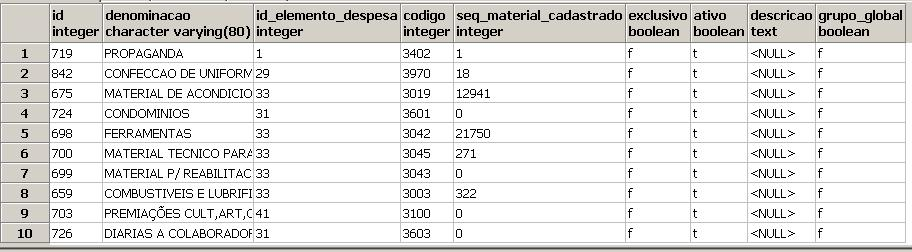 id denominacao id_elemento_despesa codigo seq_material_cadastrado exclusivo ativo descricao grupo_global
integer character varying(80) integer integer integer boolean boolean text boolean
1 719 PROPAGANDA 1 3402 1 f t <NULL> f
2 842 CONFECCAO DE UNIFORM 29 3970 18 f t <NULL> f
3 675 MATERIAL DE ACONDICIO 33 3019 12941 f t <NULL> f
4 724 CONDOMINIOS 31 3601 0 f t <NULL> f
5 698 FERRAMENTAS 33 3042 21750 f t <NULL> f
6 700 MATERIAL TECNICO PARA 33 3045 271 f t <NULL> f
7 699 MATERIAL P/ REABILITAC 33 3043 0 f t <NULL> f
8 659 COMBUSTIVEIS E LUBRIFI 33 3003 322 f t <NULL> f
9 703 PREMIAÇÕES CULT,ART,C 41 3100 0 f t <NULL> f
10 726 DIARIAS A COLABORADOR 31 3603 0 f t <NULL> f